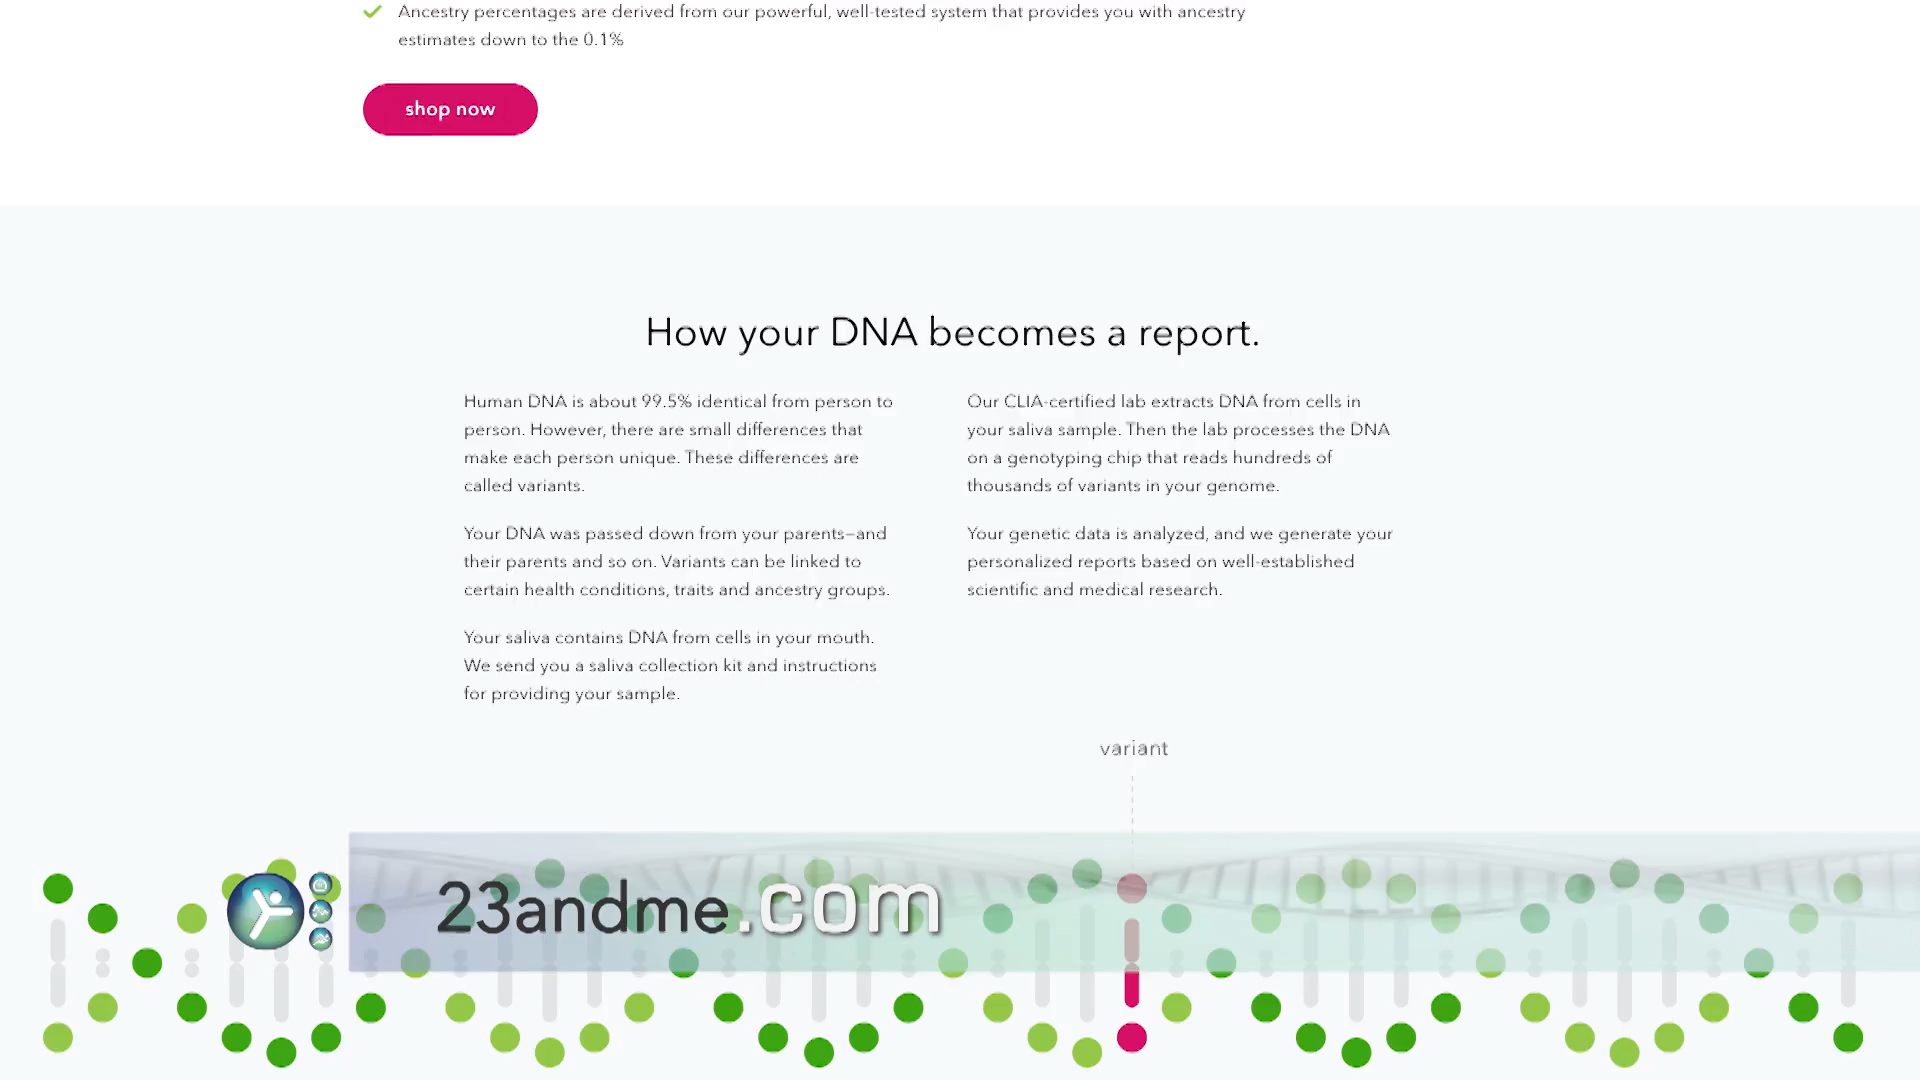 Ancestry percentages are derived from our powerful, well-tested system that provides you with ancestry
estimates down to the 0.1%
shop now
How your DNA becomes a report.
Human DNA is about 99.5% identical from person to
person. However, there are small differences that
make each person unique. These differences are
called variants.
Your DNA was passed down from your parents—and
their parents and so on. Variants can be linked to
certain health conditions, traits and ancestry groups.
Your saliva contains DNA from cells in your mouth.
We send you a saliva collection kit and instructions
for providing your sample.
Our CLIA-certified lab extracts DNA from cells in
your saliva sample. Then the lab processes the DNA
on a genotyping chip that reads hundreds of
thousands of variants in your genome.
Your genetic data is analyzed, and we generate your
personalized reports based on well-established
scientific and medical research.
variant
23andme.com